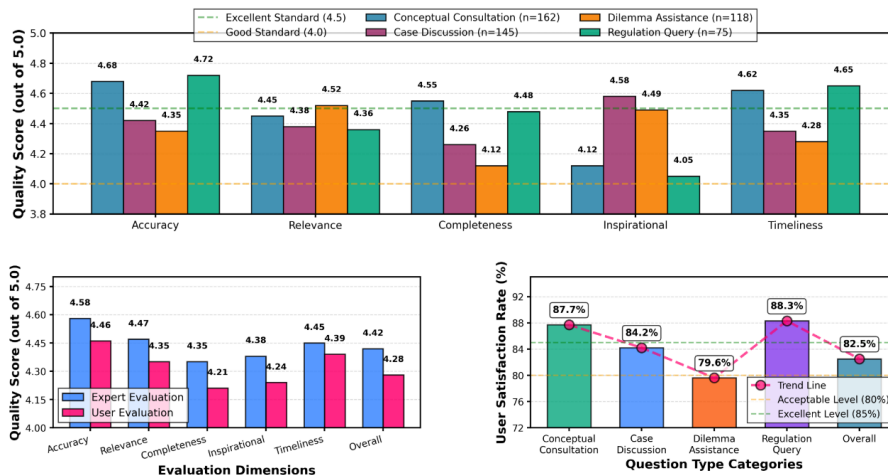 Excellent Standard (4.5)
Good Standard (4.0)
Conceptual Consultation (n=162)
Case Discussion (n=145)
Dilemma Assistance (n=118)
Regulation Query (n=75)
Quality Score (out of 5.0)
5.0
4.8
4.6
4.4
4.2
4.0
3.8
4.68
4.42
4.35
4.72
4.45
4.38
4.52
4.36
4.55
4.26
4.12
4.48
4.12
4.58
4.49
4.05
4.62
4.35
4.28
4.65
Accuracy
Relevance
Completeness
Inspirational
Timeliness
Quality Score (out of 5.0)
4.75
4.60
4.45
4.30
4.15
4.00
4.58
4.46
4.47
4.35
4.35
4.21
4.38
4.24
4.45
4.39
4.42
4.28
Expert Evaluation
User Evaluation
Accuracy
Relevance
Completeness
Inspirational
Timeliness
Overall
Evaluation Dimensions
User Satisfaction Rate (%)
92
88
84
80
76
72
87.7%
84.2%
79.6%
88.3%
82.5%
Trend Line
Acceptable Level (80%)
Excellent Level (85%)
Conceptual
Consultation
Case
Discussion
Dilemma
Assistance
Regulation
Query
Overall
Question Type Categories